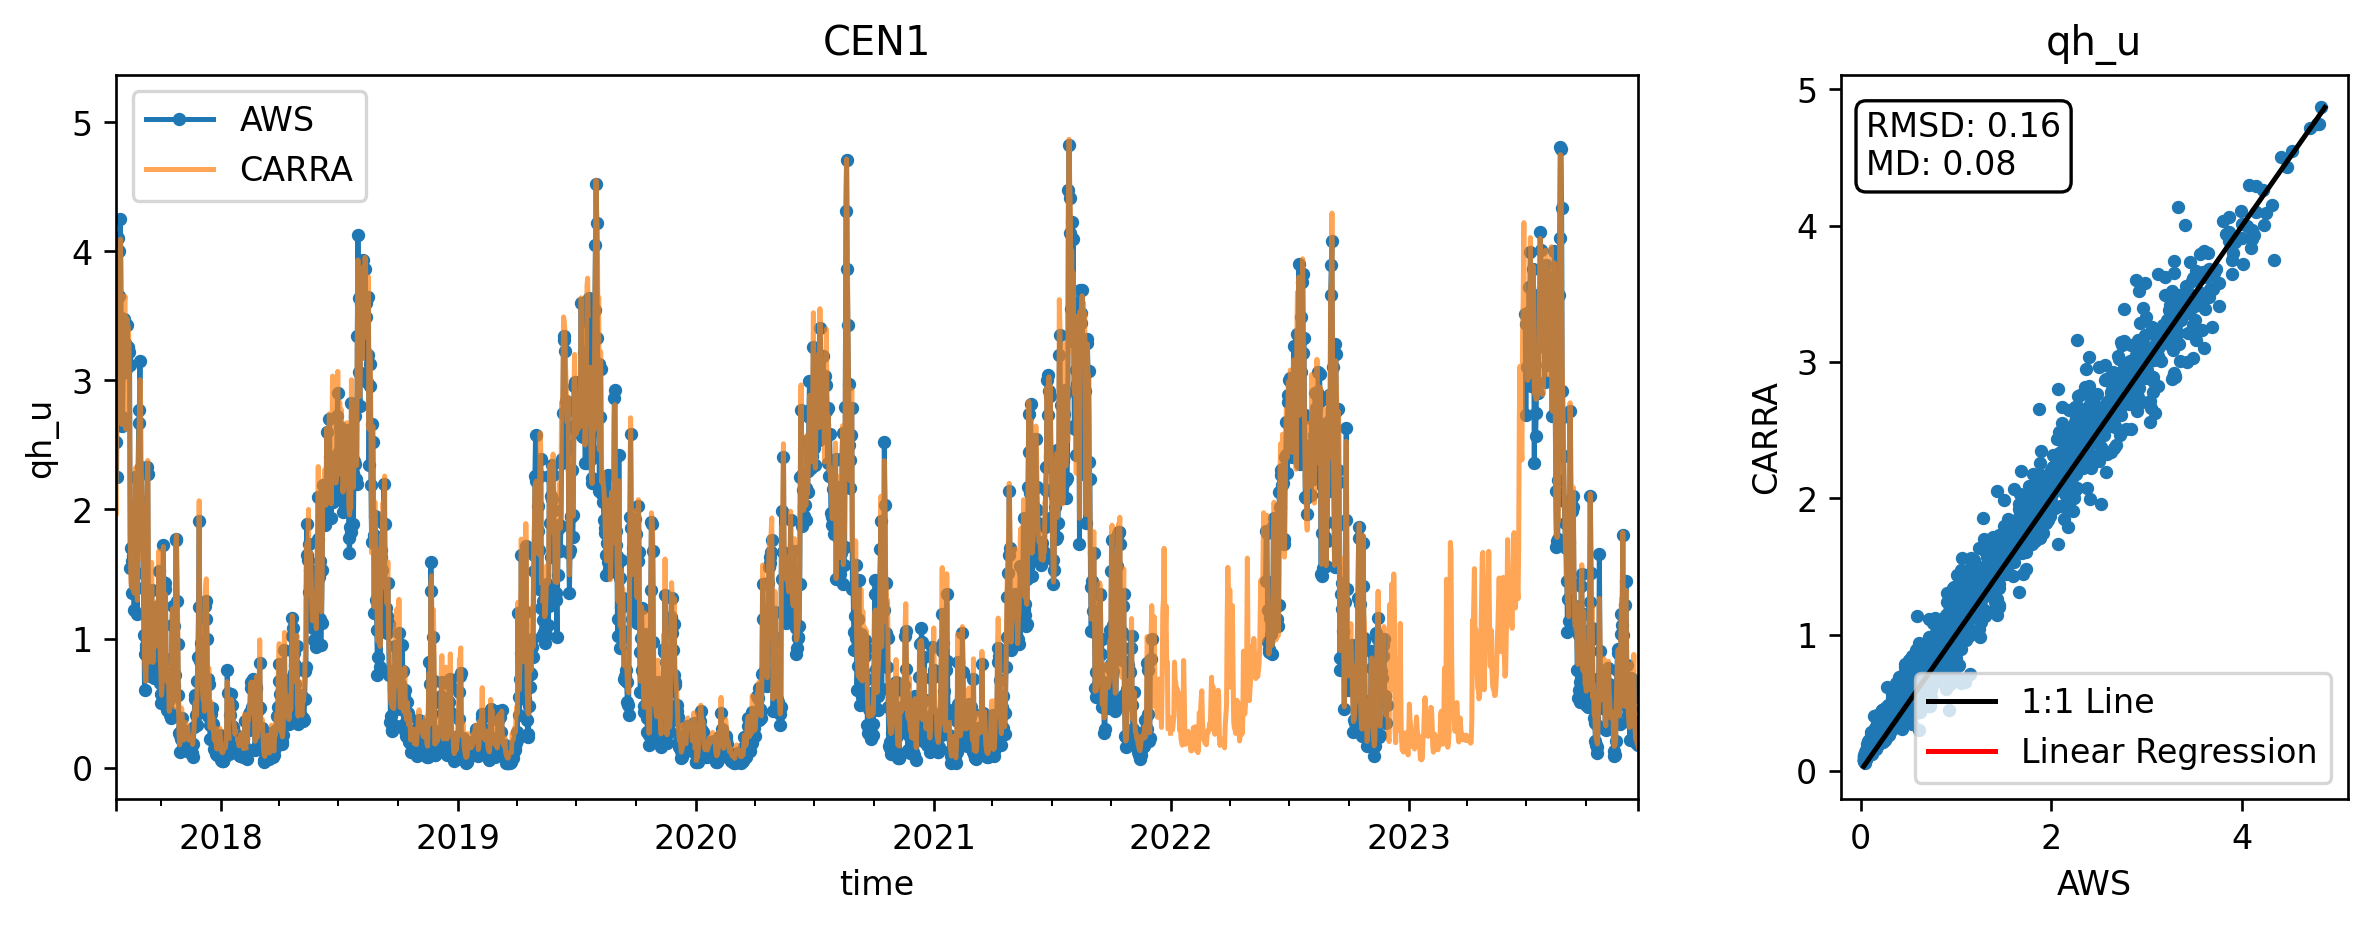 CEN1
AWS
CARRA
5
4
3
2
1
0
qh_u
2018 2019 2020 2021 2022 2023
time
qh_u
RMSD: 0.16
MD: 0.08
5
4
3
2
1
0
CARRA
1:1 Line
Linear Regression
0 2 4
AWS